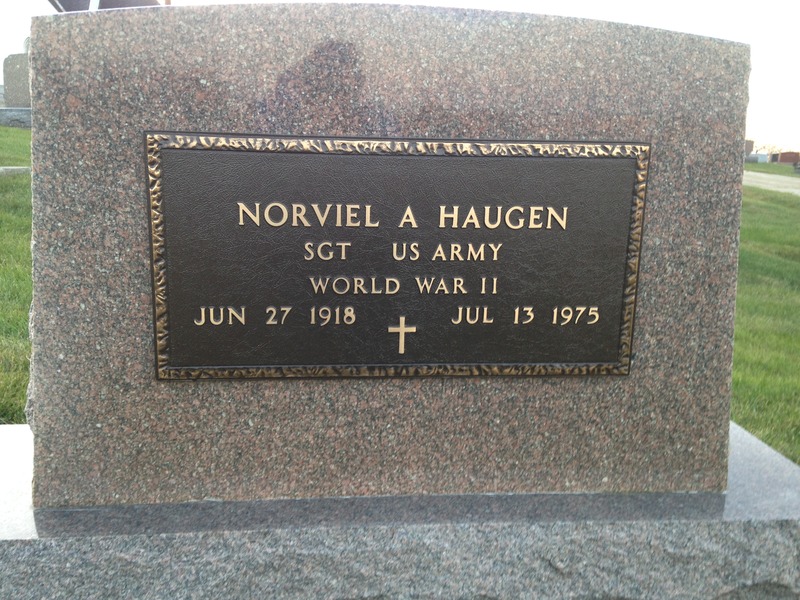 NORVIEL A HAUGEN
SGT US ARMY
WORLD WAR II
JUN 27 1918 JUL 13 1975